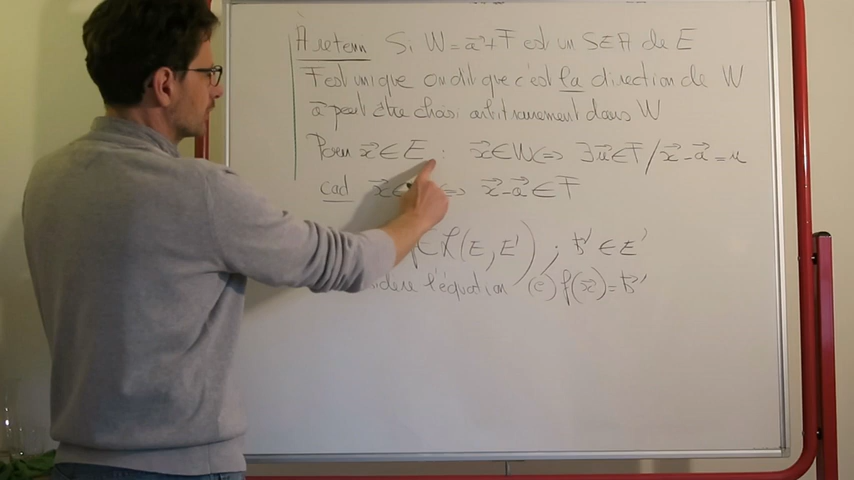 À retenir Si W = a⃗ + F est un SEA de E
F est unique on dit que c'est la direction de W
a⃗ peut être choisi arbitrairement dans W
Pour x⃗ ∈ E : x⃗ ∈ W ⇔ ∃ u⃗ ∈ F / x⃗ - a⃗ = u
cad x⃗ ∈ ⇔ x⃗ - a⃗ ∈ F
∈ ℒ(E, E') ; b⃗' ∈ E'
l'équation (e) f(x⃗) = b⃗'